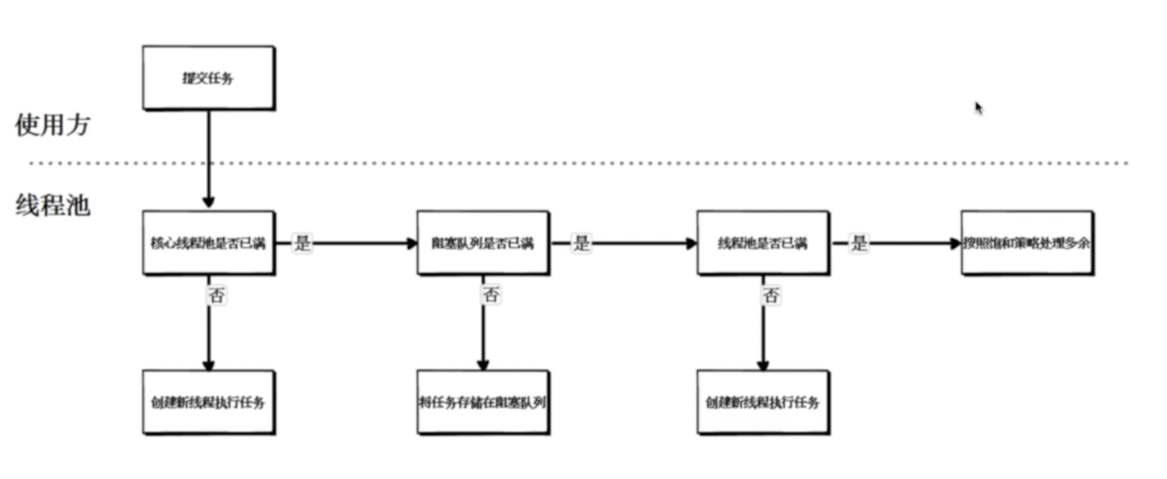 提交任务
使用方
线程池
核心线程池是否已满
是
阻塞队列是否已满
是
线程池是否已满
是
按照饱和策略处理多余
否
否
否
创建新线程执行任务
将任务存储在阻塞队列
创建新线程执行任务